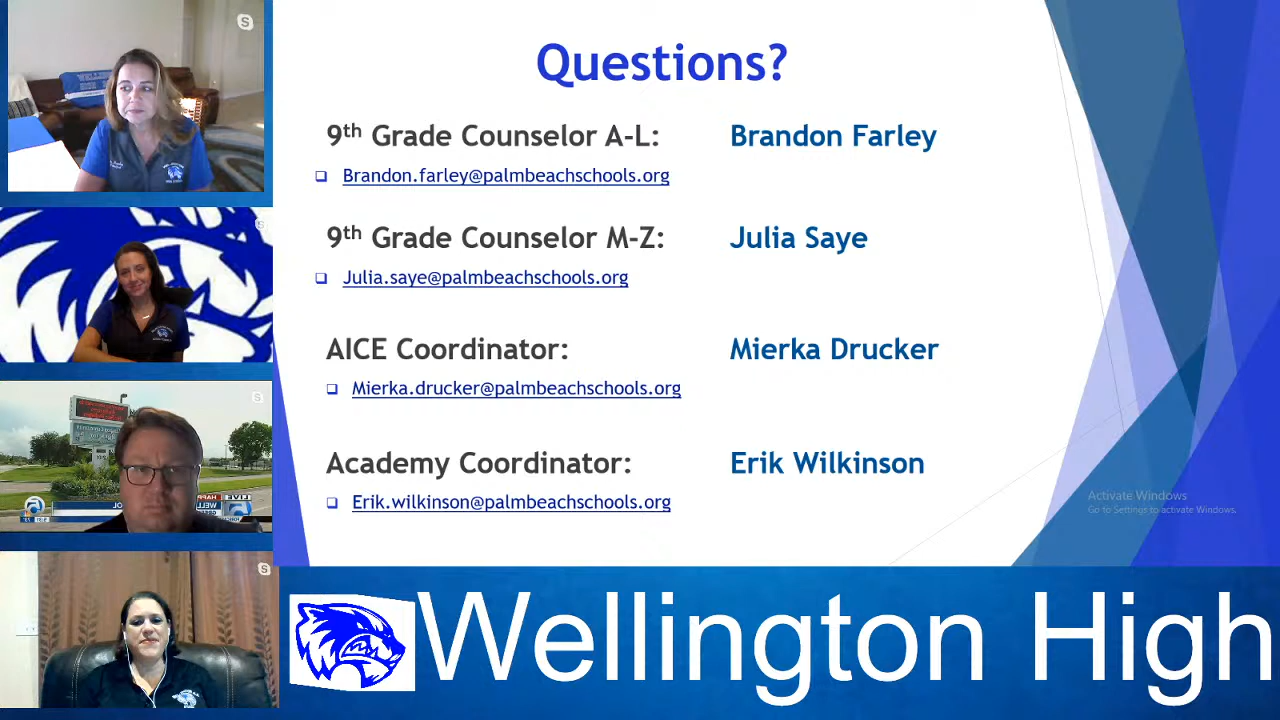 Questions?
9th Grade Counselor A-L: Brandon Farley
Brandon.farley@palmbeachschools.org
9th Grade Counselor M-Z: Julia Saye
Julia.saye@palmbeachschools.org
AICE Coordinator: Mierka Drucker
Mierka.drucker@palmbeachschools.org
Academy Coordinator: Erik Wilkinson
Erik.wilkinson@palmbeachschools.org
Activate Windows
Go to Settings to activate Windows.
Wellington High